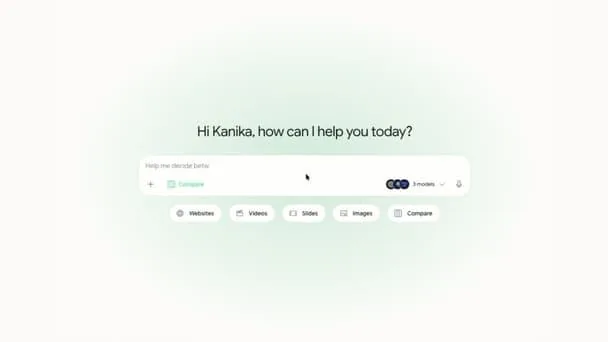 Hi Kanika, how can I help you today?
Help me decide betw
Compare
3 models
Websites
Videos
Slides
Images
Compare